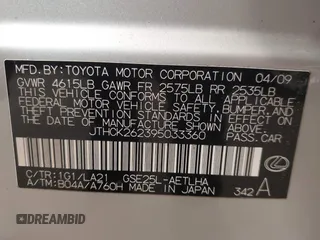 MFD.BY: TOYOTA MOTOR CORPORATION 04/09
GVWR 4615LB GAWR FR 2575LB RR 2535LB
THIS VEHICLE CONFORMS TO ALL APPLICABLE
FEDERAL MOTOR VEHICLE SAFETY, BUMPER, AND
THEFT PREVENTION STANDARDS IN EFFECT ON
THE DATE OF MANUFACTURE SHOWN ABOVE.
JTHCK262395033360 PASS.CAR
C/TR:1G1/LA21 GSE25L-AETLHA
A/TM:B04A/A760H MADE IN JAPAN 342 A
DREAMBID